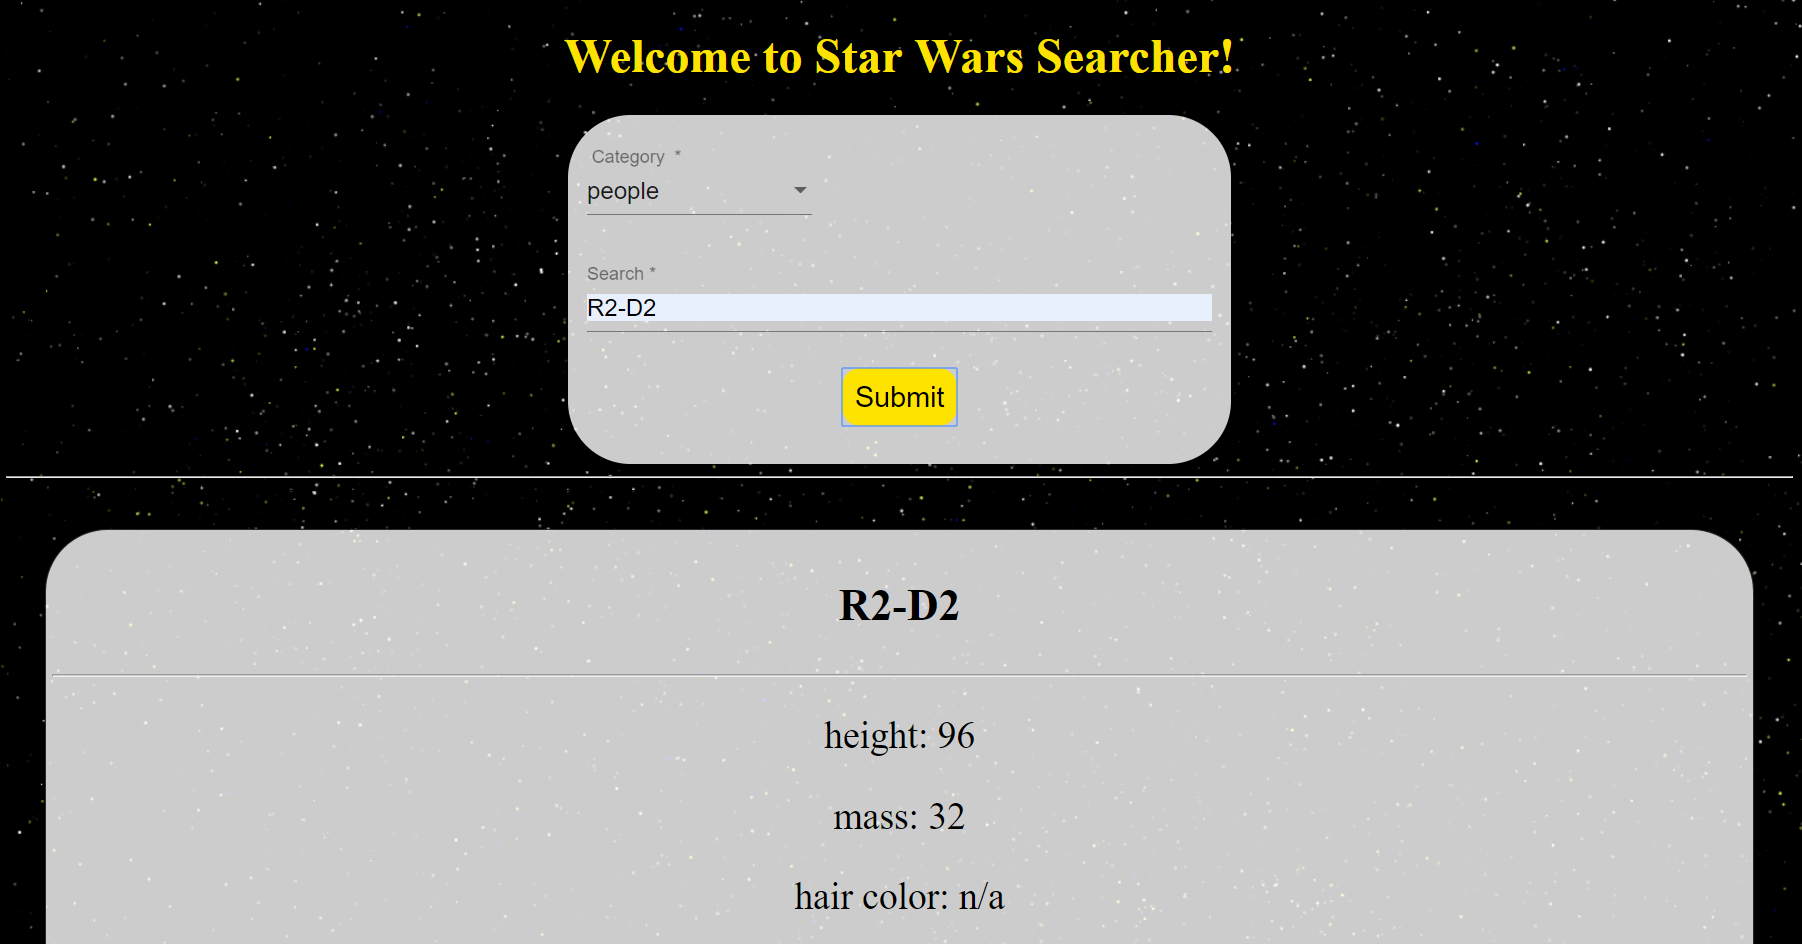 Welcome to Star Wars Searcher!
Category *
people
Search *
R2-D2
Submit
R2-D2
height: 96
mass: 32
hair color: n/a